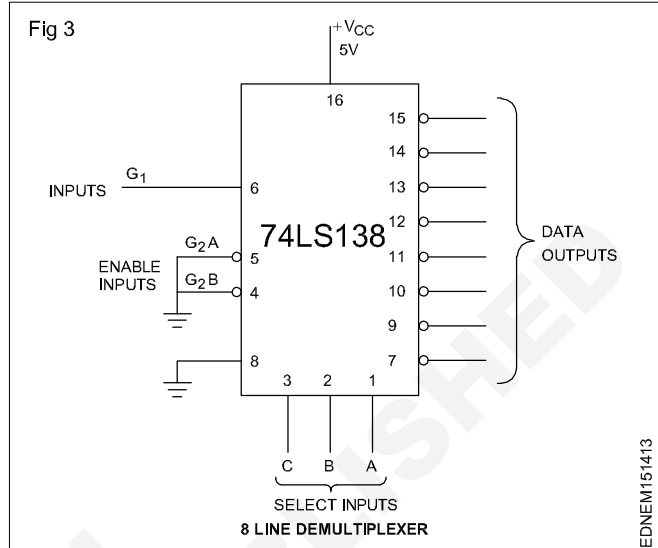 Fig 3
+VCC
5V
16
15
14
G1
INPUTS
6
13
12
74LS138
DATA
OUTPUTS
G2A
5
11
ENABLE
INPUTS
G2B
4
10
9
8
7
3 2 1
C B A
SELECT INPUTS
8 LINE DEMULTIPLEXER
EDNEM151413